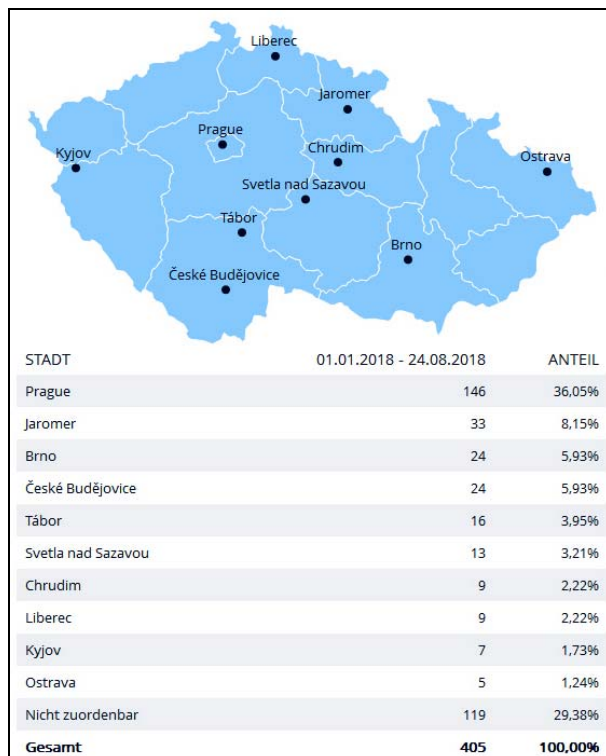 Liberec
Jaromer
Prague
Chrudim
Kyjov
Ostrava
Svetla nad Sazavou
Tábor
Brno
České Budějovice
STADT 01.01.2018 - 24.08.2018 ANTEIL
Prague 146 36,05%
Jaromer 33 8,15%
Brno 24 5,93%
České Budějovice 24 5,93%
Tábor 16 3,95%
Svetla nad Sazavou 13 3,21%
Chrudim 9 2,22%
Liberec 9 2,22%
Kyjov 7 1,73%
Ostrava 5 1,24%
Nicht zuordenbar 119 29,38%
Gesamt 405 100,00%